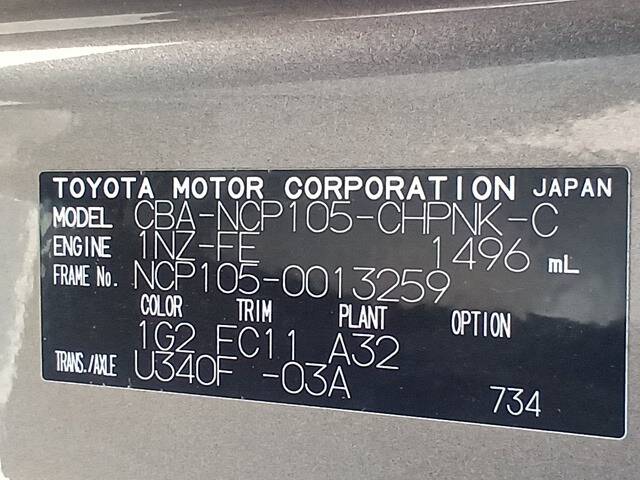 TOYOTA MOTOR CORPORATION JAPAN
MODEL CBA-NCP105-CHPNK-C
ENGINE 1NZ-FE 1496 mL
FRAME No. NCP105-0013259
COLOR TRIM PLANT OPTION
1G2 FC11 A32
TRANS./AXLE U340F -03A
734